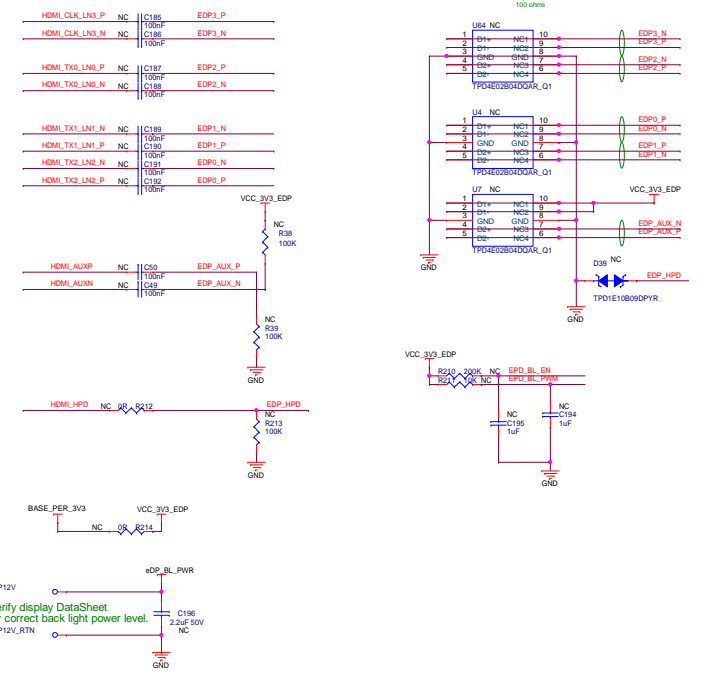 100 ohms
HDMI_CLK_LN3_P NC C185 EDP3_P
100nF
HDMI_CLK_LN3_N NC C186 EDP3_N
100nF
HDMI_TX0_LN0_P NC C187 EDP2_P
100nF
HDMI_TX0_LN0_N NC C188 EDP2_N
100nF
HDMI_TX1_LN1_N NC C189 EDP1_N
100nF
HDMI_TX1_LN1_P NC C190 EDP1_P
100nF
HDMI_TX2_LN2_N NC C191 EDP0_N
100nF
HDMI_TX2_LN2_P NC C192 EDP0_P
100nF
VCC_3V3_EDP
NC
R38
100K
HDMI_AUXP NC C50 EDP_AUX_P
100nF
HDMI_AUXN NC C49 EDP_AUX_N
100nF
NC
R39
100K
GND
HDMI_HPD NC 0R R212 EDP_HPD
NC
R213
100K
GND
BASE_PER_3V3 VCC_3V3_EDP
NC 0R R214
eDP_BL_PWR
P12V
erify display DataSheet
r correct back light power level.
P12V_RTN
C196
2.2uF 50V
NC
GND
U64 NC
1 D1+ NC1 10 EDP3_N
2 D1- NC2 9 EDP3_P
3 GND GND 8
4 D2+ NC3 7 EDP2_N
5 D2- NC4 6 EDP2_P
TPD4E02B04DQAR_Q1
U4 NC
1 D1+ NC1 10 EDP0_P
2 D1- NC2 9 EDP0_N
3 GND GND 8
4 D2+ NC3 7 EDP1_P
5 D2- NC4 6 EDP1_N
TPD4E02B04DQAR_Q1
U7 NC
VCC_3V3_EDP
1 D1+ NC1 10
2 D1- NC2 9
3 GND GND 8
4 D2+ NC3 7 EDP_AUX_N
5 D2- NC4 6 EDP_AUX_P
TPD4E02B04DQAR_Q1
GND
D39 NC
EDP_HPD
TPD1E10B09DPYR
GND
VCC_3V3_EDP
R210 200K NC EPD_BL_EN
10K NC EPD_BL_PWM
NC
C195
1uF
NC
C194
1uF
GND